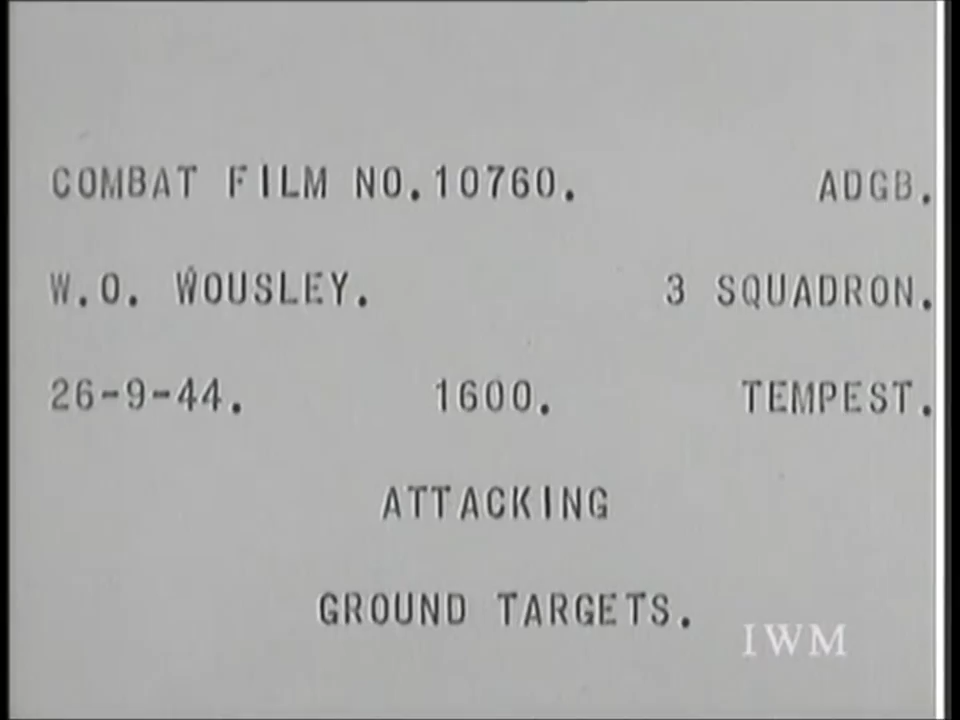 COMBAT FILM NO.10760. ADGB.
W.O. WOUSLEY. 3 SQUADRON.
26-9-44. 1600. TEMPEST.
ATTACKING
GROUND TARGETS.
IWM